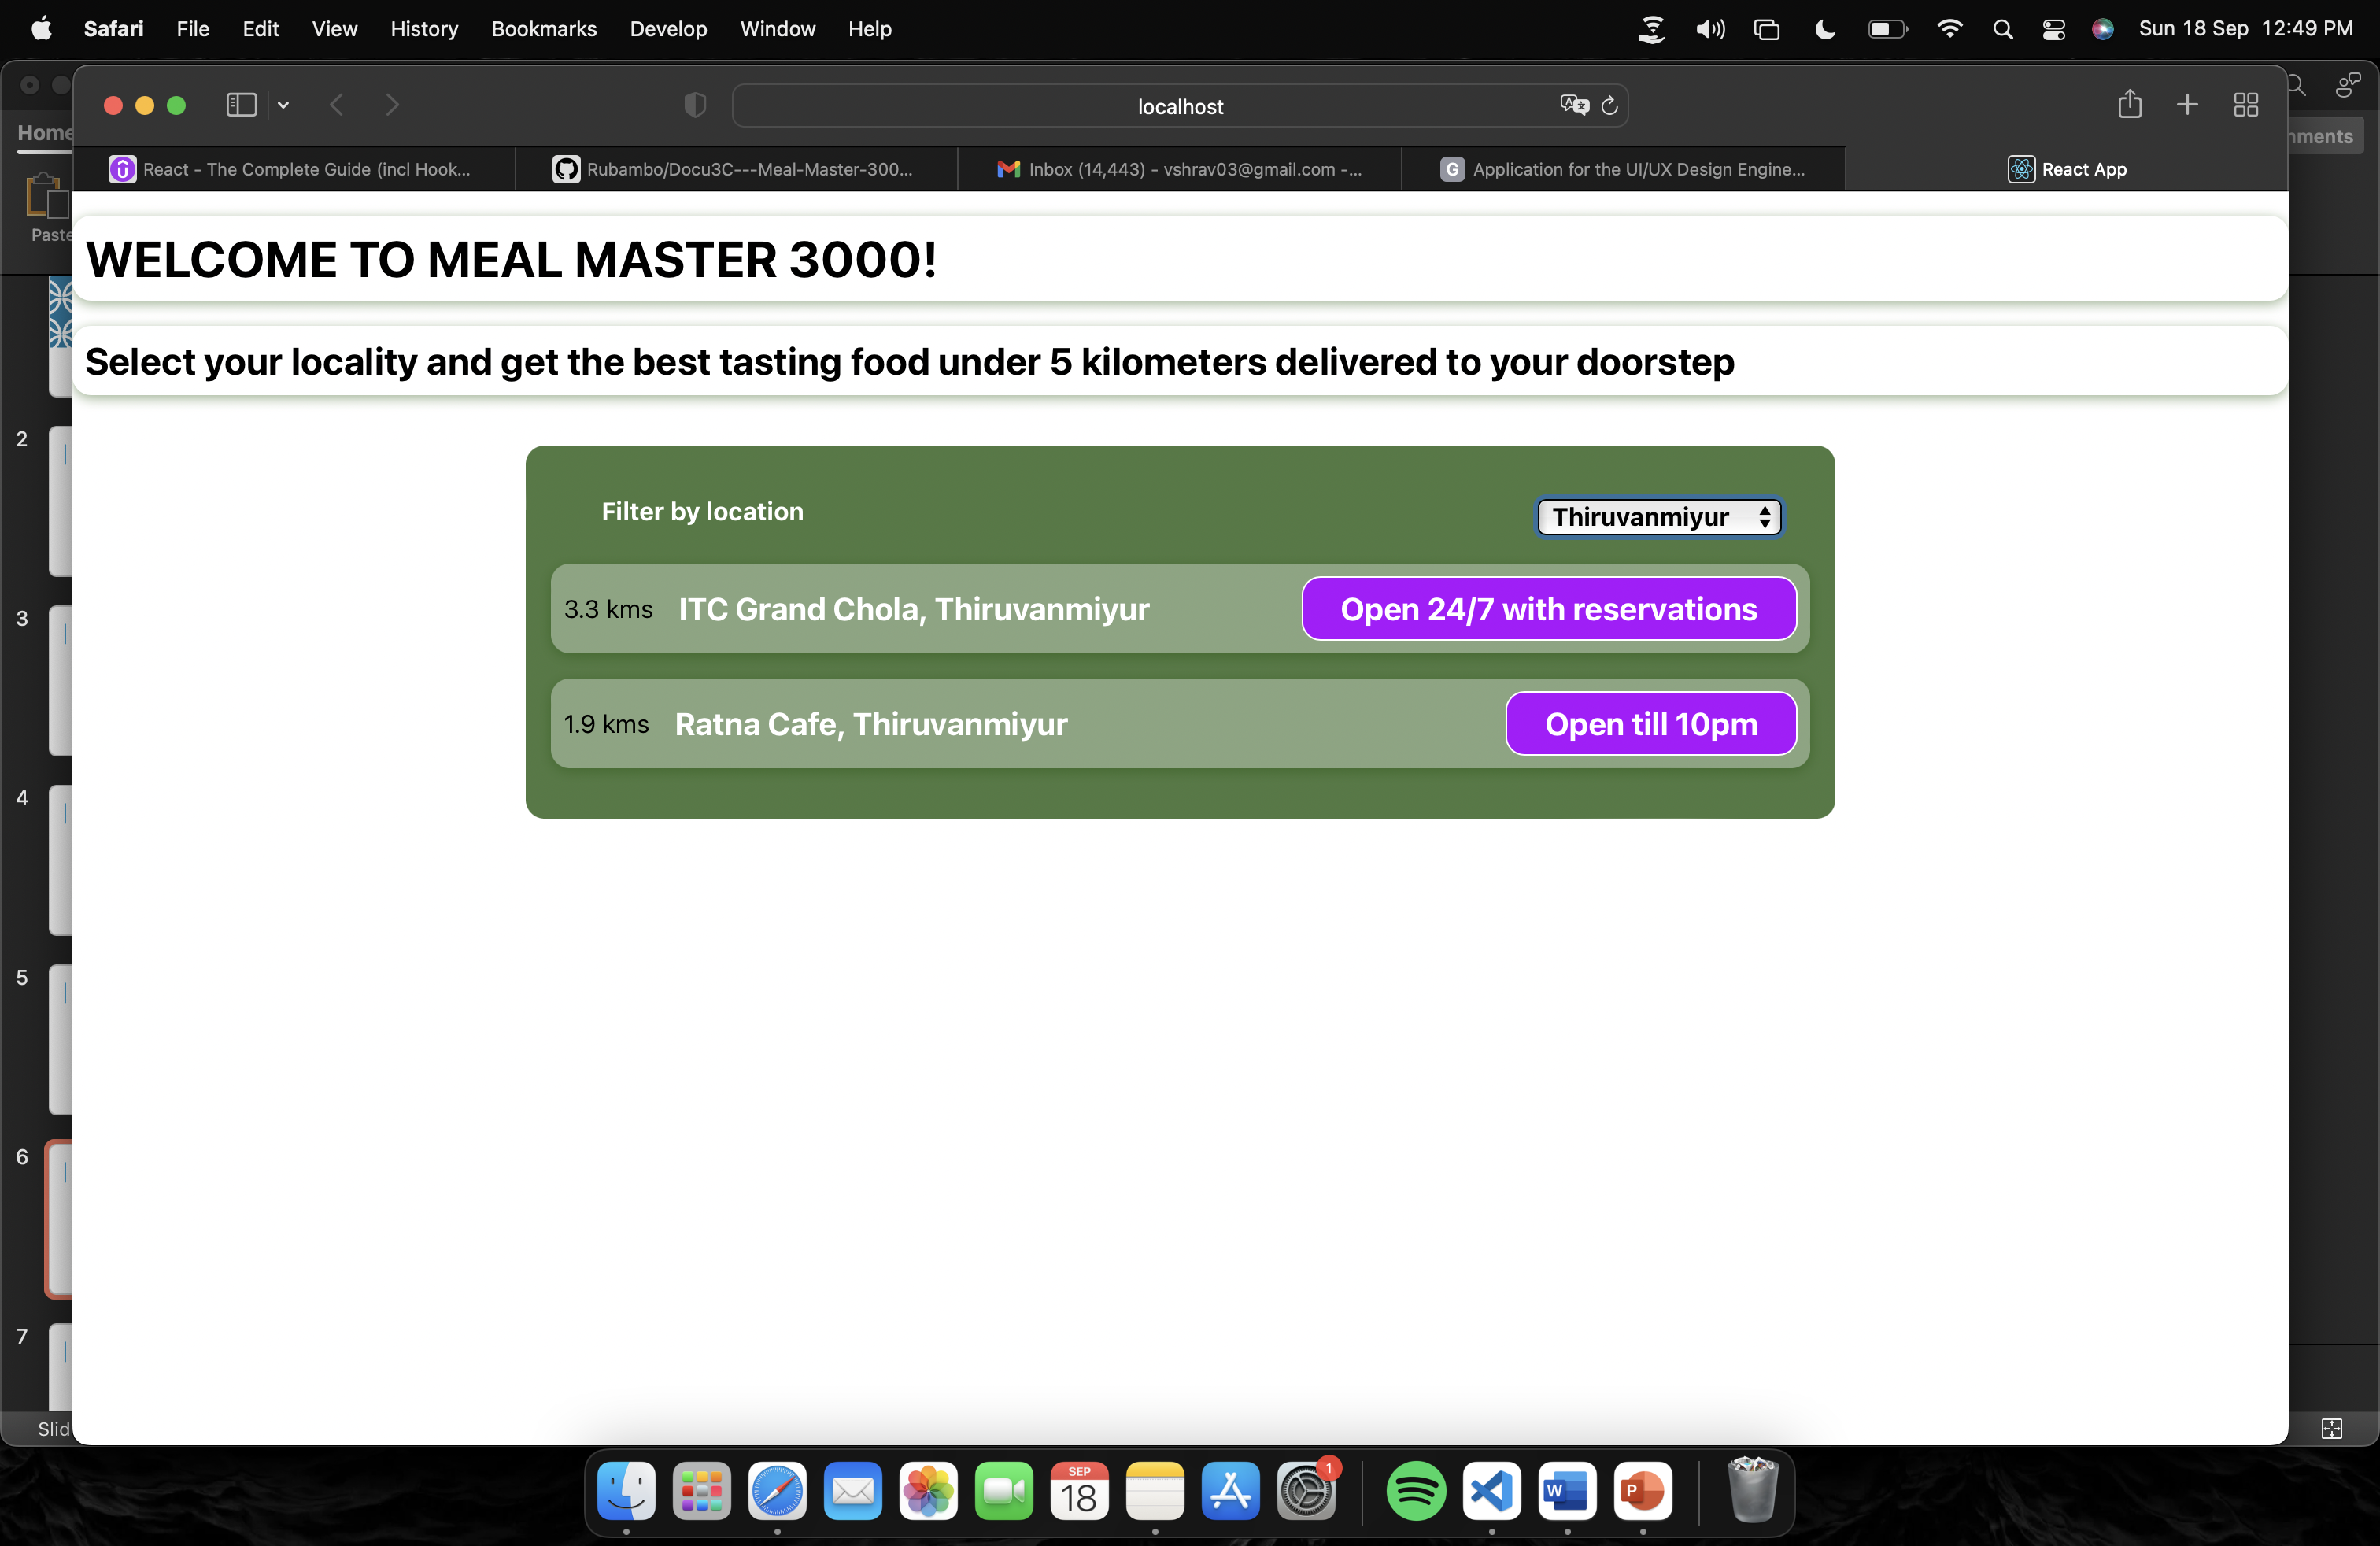 Safari File Edit View History Bookmarks Develop Window Help Sun 18 Sep 12:49 PM
localhost
Home
Paste
React - The Complete Guide (incl Hook...
Rubambo/Docu3C---Meal-Master-300...
Inbox (14,443) - vshrav03@gmail.com -...
G Application for the UI/UX Design Engine...
React App
WELCOME TO MEAL MASTER 3000!
Select your locality and get the best tasting food under 5 kilometers delivered to your doorstep
Filter by location
Thiruvanmiyur
3.3 kms ITC Grand Chola, Thiruvanmiyur Open 24/7 with reservations
1.9 kms Ratna Cafe, Thiruvanmiyur Open till 10pm
2
3
4
5
6
7
Slid
SEP
18
1
W
P